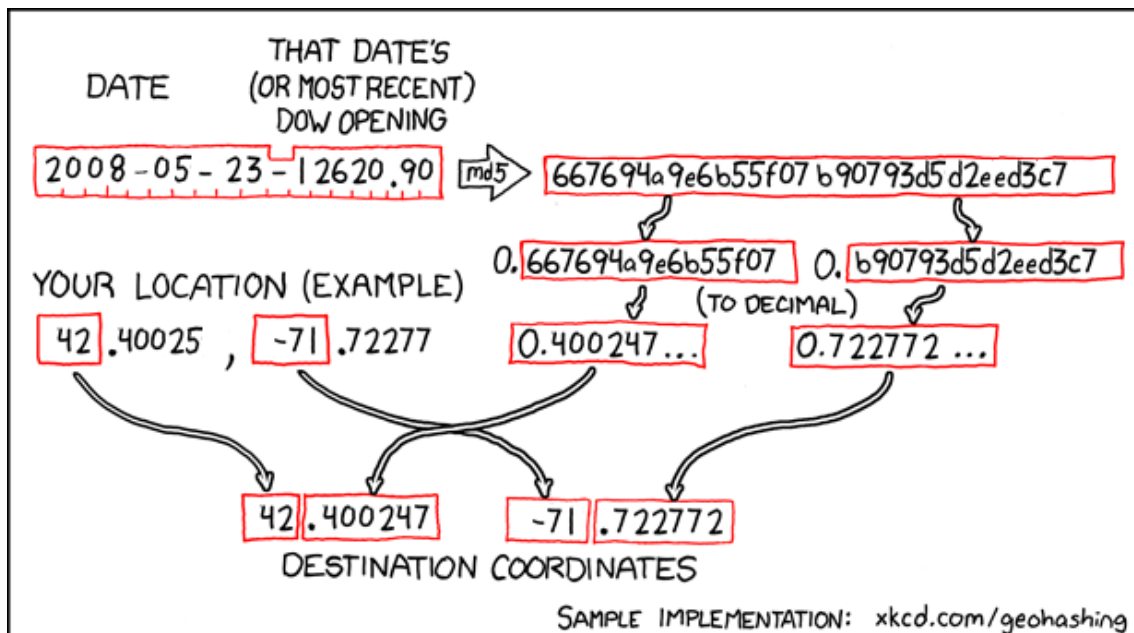 DATE
THAT DATE'S
(OR MOST RECENT)
DOW OPENING
2008-05-23-12620.90
md5
667694a9e6b55f07b90793d5d2eed3c7
0.667694a9e6b55f07
0.b90793d5d2eed3c7
(TO DECIMAL)
YOUR LOCATION (EXAMPLE)
42.40025, -71.72277
0.400247...
0.722772...
42.400247
-71.722772
DESTINATION COORDINATES
SAMPLE IMPLEMENTATION: xkcd.com/geohashing